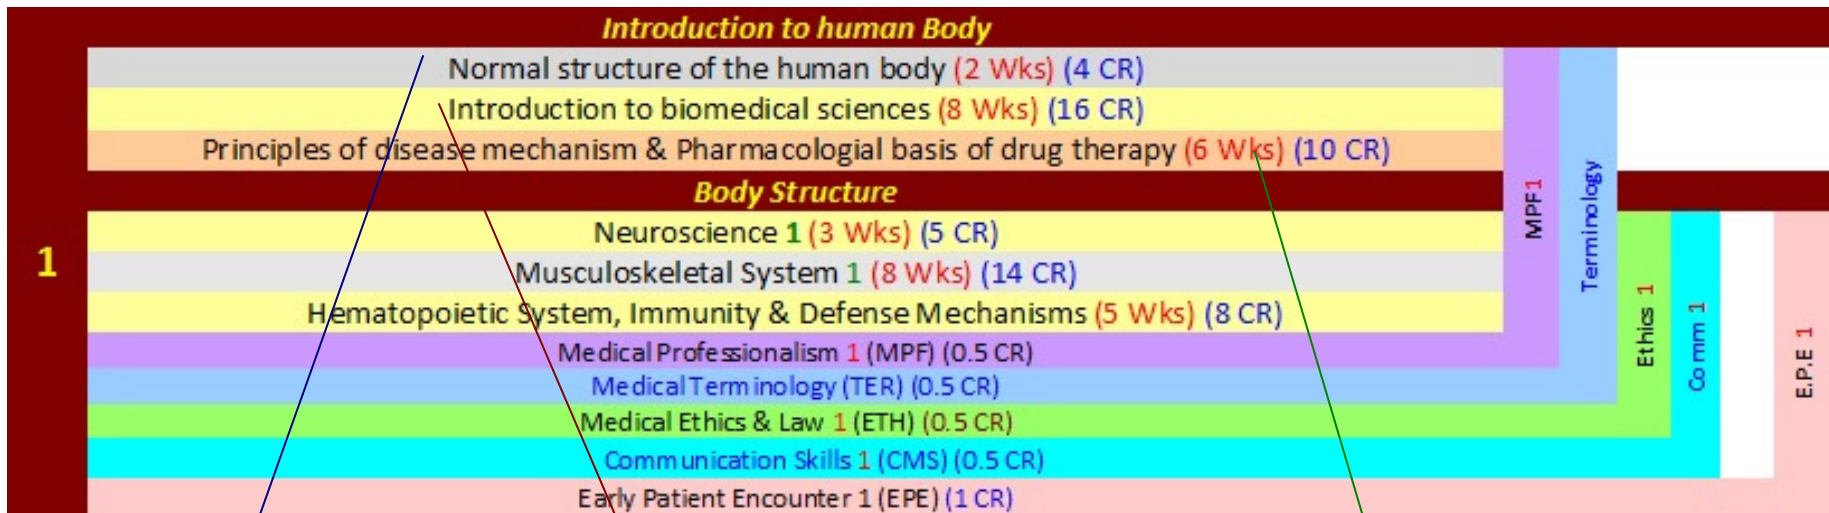 Introduction to human Body
Normal structure of the human body (2 Wks) (4 CR)
Introduction to biomedical sciences (8 Wks) (16 CR)
Principles of disease mechanism & Pharmacologial basis of drug therapy (6 Wks) (10 CR)
Body Structure
Neuroscience 1 (3 Wks) (5 CR)
1
Musculoskeletal System 1 (8 Wks) (14 CR)
Hematopoietic System, Immunity & Defense Mechanisms (5 Wks) (8 CR)
Medical Professionalism 1 (MPF) (0.5 CR)
Medical Terminology (TER) (0.5 CR)
Medical Ethics & Law 1 (ETH) (0.5 CR)
Communication Skills 1 (CMS) (0.5 CR)
Early Patient Encounter 1 (EPE) (1 CR)
MPF1
Terminology
Ethics 1
Comm 1
E.P.E 1